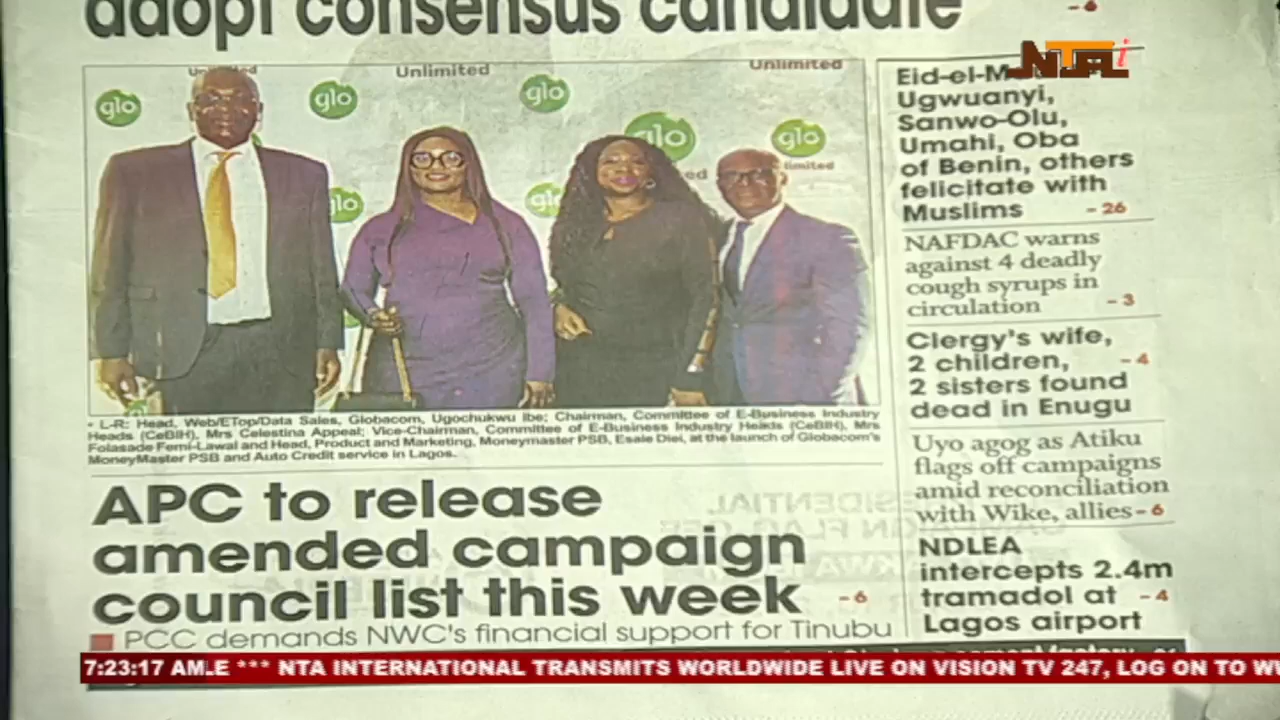 adopt consensus candidate
- 6
NTAi
Unlimited
Unlimited
glo
glo
glo
glo
glo
limited
glo
glo
Eid-el-M
Ugwuanyi,
Sanwo-Olu,
Umahi, Oba
of Benin, others
felicitate with
Muslims - 26
NAFDAC warns
against 4 deadly
cough syrups in
circulation - 3
Clergy's wife,
2 children, - 4
2 sisters found
dead in Enugu
Uyo agog as Atiku
flags off campaigns
amid reconciliation
with Wike, allies - 6
NDLEA
intercepts 2.4m
tramadol at - 4
Lagos airport
• L-R: Head, Web/ETop/Data Sales, Globacom, Ugochukwu Ibe; Chairman, Committee of E-Business Industry
Heads (CeBIH), Mrs Celestina Appeal; Vice-Chairman, Committee of E-Business Industry Heads (CeBIH), Mrs
Folasade Femi-Lawal and Head, Product and Marketing, Moneymaster PSB, Esale Diei, at the launch of Globacom's
MoneyMaster PSB and Auto Credit service in Lagos.
APC to release
amended campaign
council list this week - 6
PCC demands NWC's financial support for Tinubu
7:23:17 AM .E *** NTA INTERNATIONAL TRANSMITS WORLDWIDE LIVE ON VISION TV 247, LOG ON TO WW